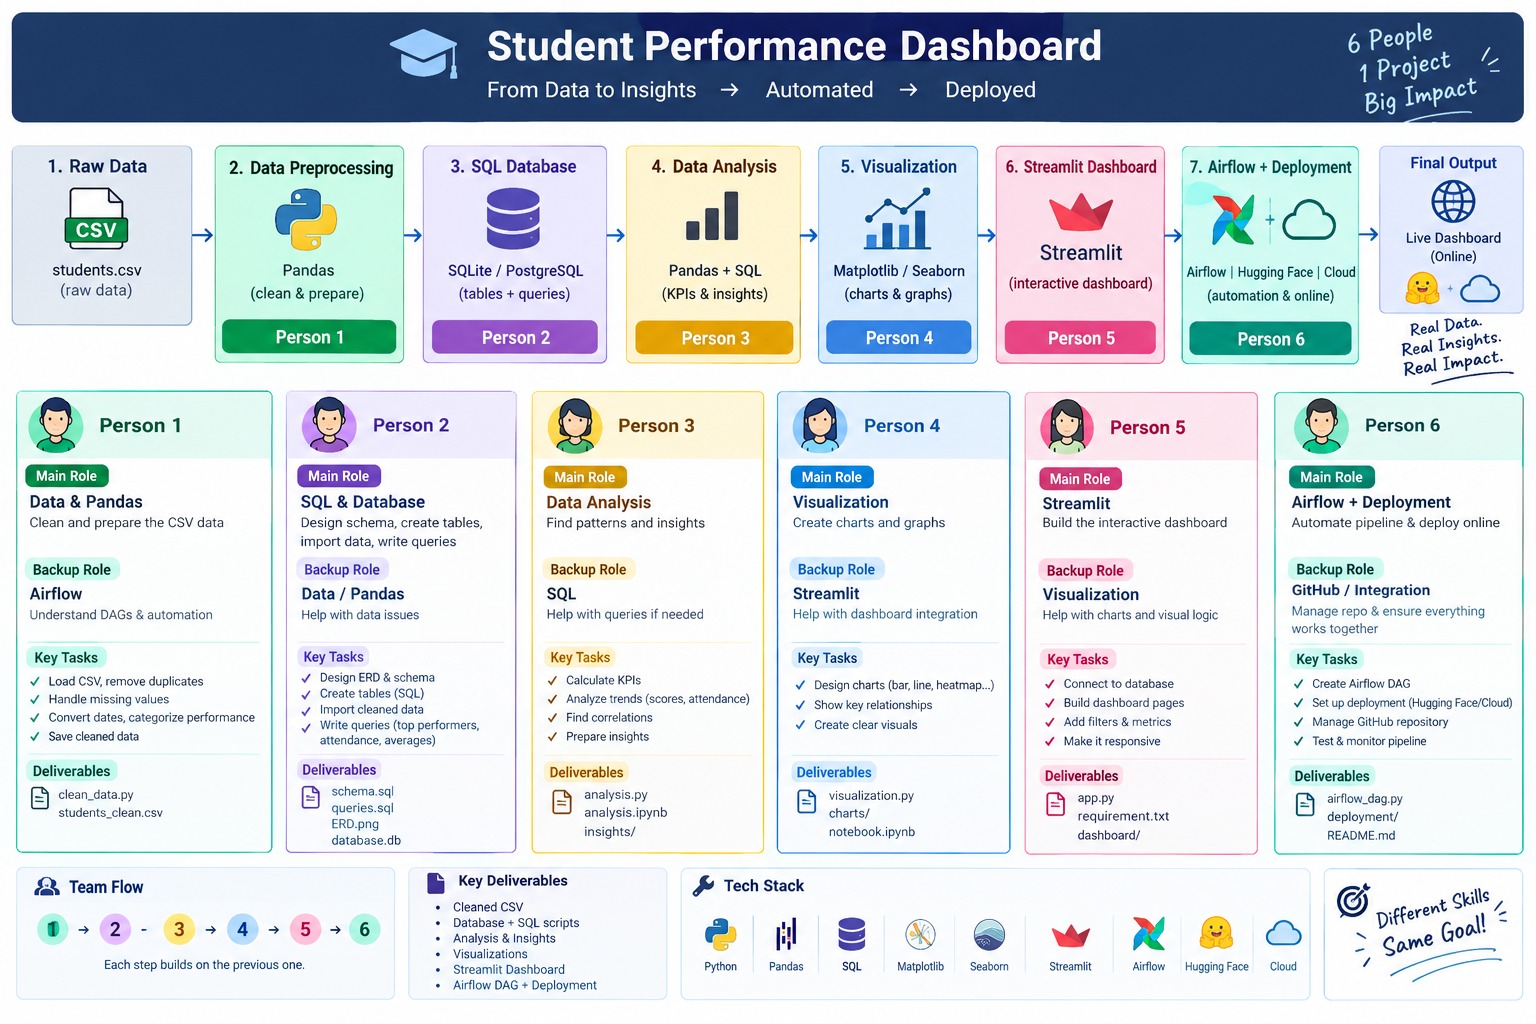 Student Performance Dashboard
From Data to Insights → Automated → Deployed
6 People
1 Project
Big Impact
1. Raw Data
CSV
students.csv
(raw data)
2. Data Preprocessing
Pandas
(clean & prepare)
Person 1
3. SQL Database
SQLite / PostgreSQL
(tables + queries)
Person 2
4. Data Analysis
Pandas + SQL
(KPIs & insights)
Person 3
5. Visualization
Matplotlib / Seaborn
(charts & graphs)
Person 4
6. Streamlit Dashboard
Streamlit
(interactive dashboard)
Person 5
7. Airflow + Deployment
+
Airflow | Hugging Face | Cloud
(automation & online)
Person 6
Final Output
Live Dashboard
(Online)
+
Real Data.
Real Insights.
Real Impact.
Person 1
Main Role
Data & Pandas
Clean and prepare the CSV data
Backup Role
Airflow
Understand DAGs & automation
Key Tasks
✓ Load CSV, remove duplicates
✓ Handle missing values
✓ Convert dates, categorize performance
✓ Save cleaned data
Deliverables
clean_data.py
students_clean.csv
Person 2
Main Role
SQL & Database
Design schema, create tables,
import data, write queries
Backup Role
Data / Pandas
Help with data issues
Key Tasks
✓ Design ERD & schema
✓ Create tables (SQL)
✓ Import cleaned data
✓ Write queries (top performers,
attendance, averages)
Deliverables
schema.sql
queries.sql
ERD.png
database.db
Person 3
Main Role
Data Analysis
Find patterns and insights
Backup Role
SQL
Help with queries if needed
Key Tasks
✓ Calculate KPIs
✓ Analyze trends (scores, attendance)
✓ Find correlations
✓ Prepare insights
Deliverables
analysis.py
analysis.ipynb
insights/
Person 4
Main Role
Visualization
Create charts and graphs
Backup Role
Streamlit
Help with dashboard integration
Key Tasks
✓ Design charts (bar, line, heatmap...)
✓ Show key relationships
✓ Create clear visuals
Deliverables
visualization.py
charts/
notebook.ipynb
Person 5
Main Role
Streamlit
Build the interactive dashboard
Backup Role
Visualization
Help with charts and visual logic
Key Tasks
✓ Connect to database
✓ Build dashboard pages
✓ Add filters & metrics
✓ Make it responsive
Deliverables
app.py
requirement.txt
dashboard/
Person 6
Main Role
Airflow + Deployment
Automate pipeline & deploy online
Backup Role
GitHub / Integration
Manage repo & ensure everything
works together
Key Tasks
✓ Create Airflow DAG
✓ Set up deployment (Hugging Face/Cloud)
✓ Manage GitHub repository
✓ Test & monitor pipeline
Deliverables
airflow_dag.py
deployment/
README.md
Team Flow
1 → 2 - 3 → 4 → 5 → 6
Each step builds on the previous one.
Key Deliverables
• Cleaned CSV
• Database + SQL scripts
• Analysis & Insights
• Visualizations
• Streamlit Dashboard
• Airflow DAG + Deployment
Tech Stack
Python
Pandas
SQL
Matplotlib
Seaborn
Streamlit
Airflow
Hugging Face
Cloud
Different Skills
Same Goal!